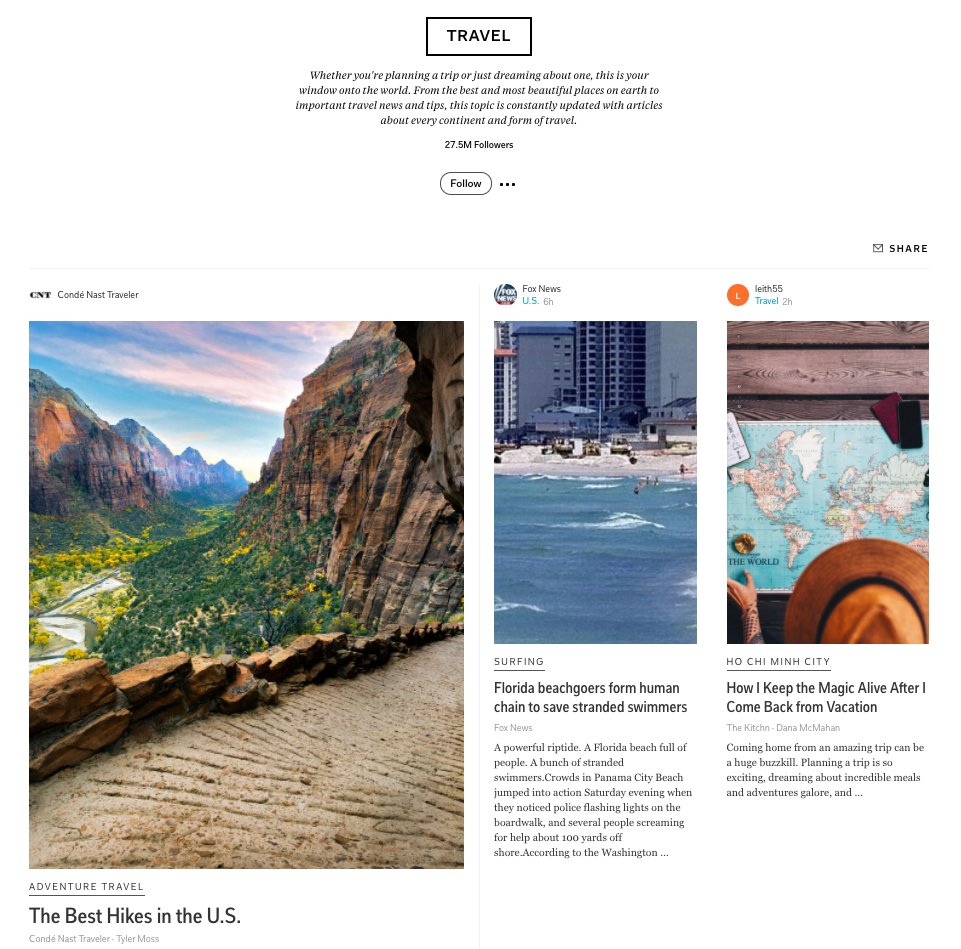 TRAVEL
Whether you're planning a trip or just dreaming about one, this is your
window onto the world. From the best and most beautiful places on earth to
important travel news and tips, this topic is constantly updated with articles
about every continent and form of travel.
27.5M Followers
Follow
SHARE
CNT Condé Nast Traveler
ADVENTURE TRAVEL
The Best Hikes in the U.S.
Condé Nast Traveler - Tyler Moss
FOX
NEWS
Fox News
U.S. 6h
SURFING
Florida beachgoers form human
chain to save stranded swimmers
Fox News
A powerful riptide. A Florida beach full of
people. A bunch of stranded
swimmers.Crowds in Panama City Beach
jumped into action Saturday evening when
they noticed police flashing lights on the
boardwalk, and several people screaming
for help about 100 yards off
shore.According to the Washington ...
L
leith55
Travel 2h
THE WORLD
HO CHI MINH CITY
How I Keep the Magic Alive After I
Come Back from Vacation
The Kitchn - Dana McMahan
Coming home from an amazing trip can be
a huge buzzkill. Planning a trip is so
exciting, dreaming about incredible meals
and adventures galore, and ...